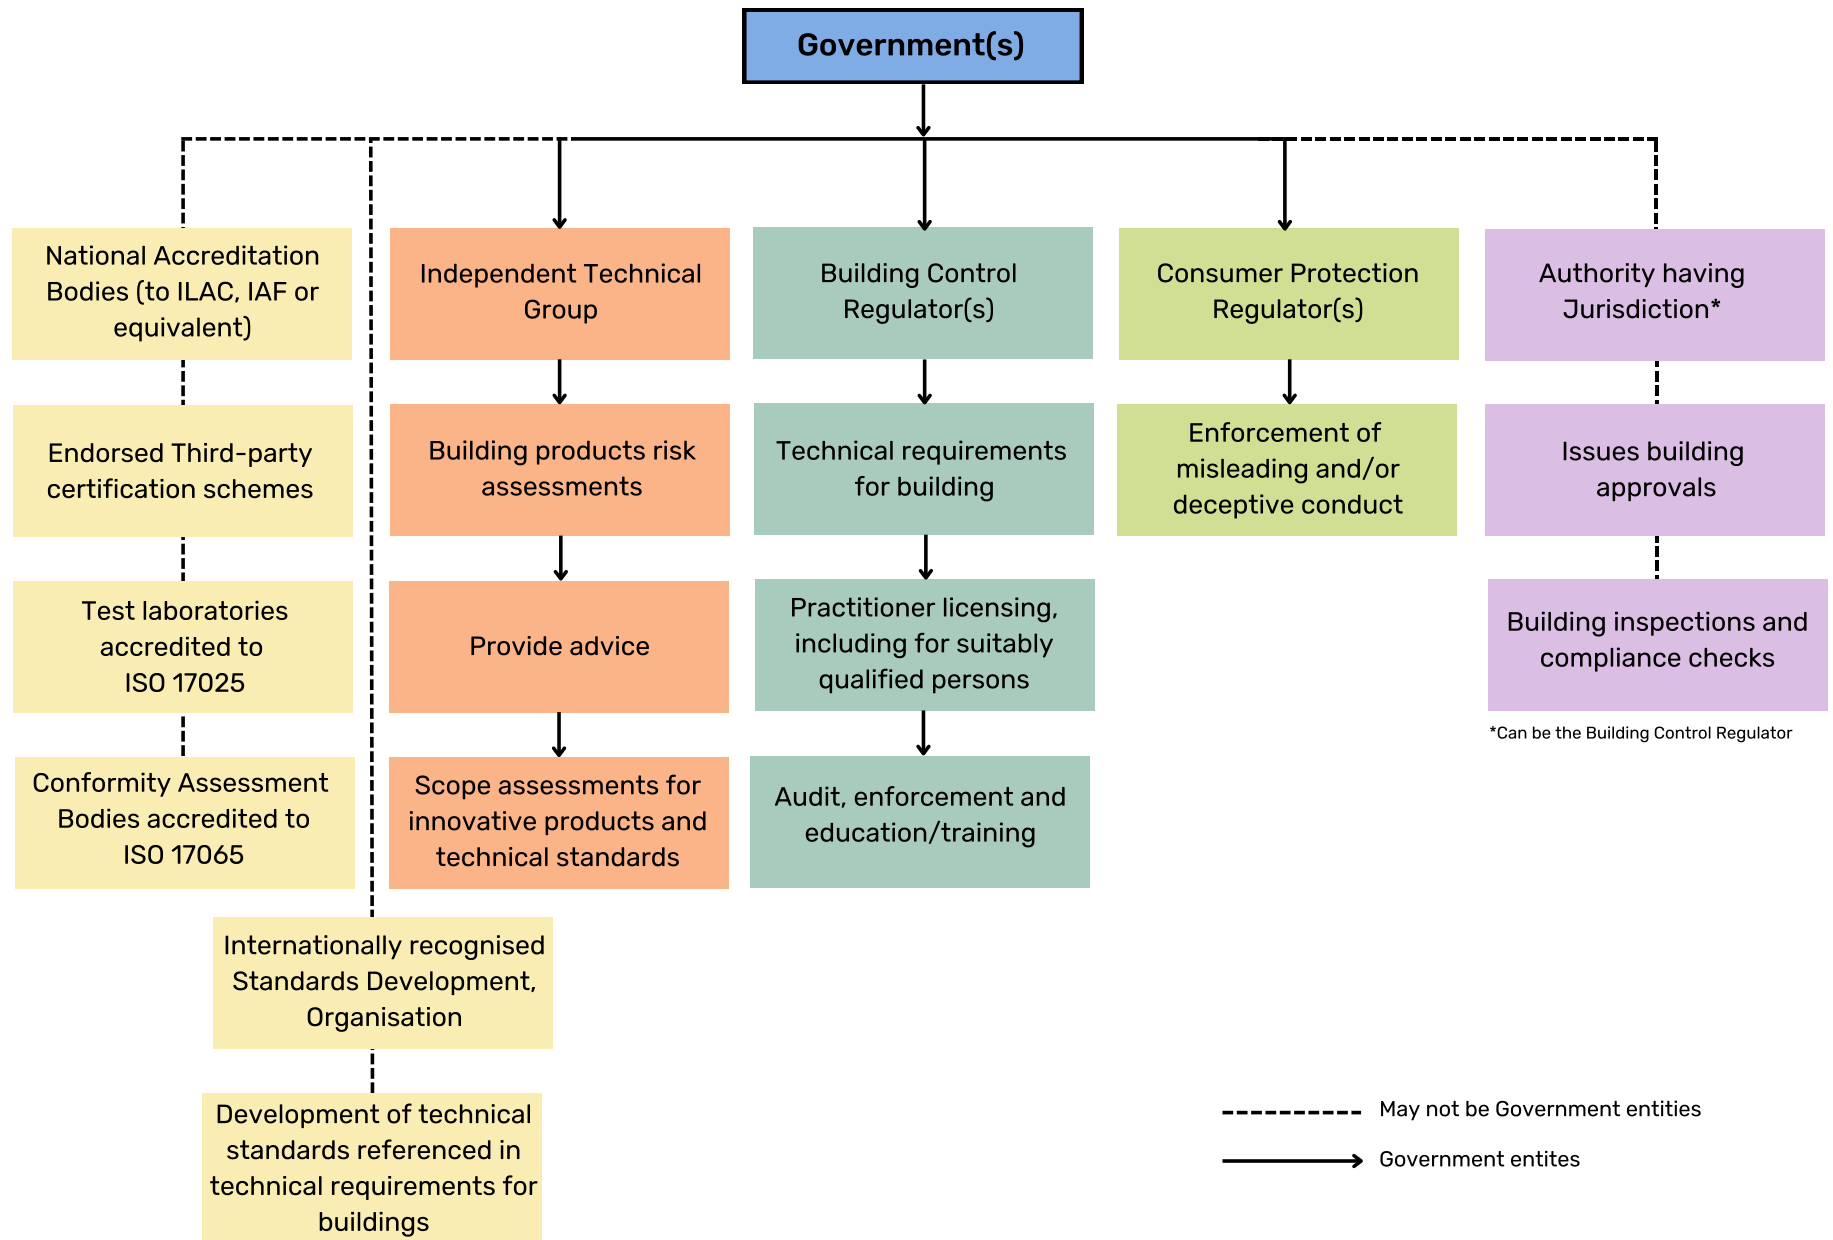 Government(s)
National Accreditation
Bodies (to ILAC, IAF or
equivalent)
Endorsed Third-party
certification schemes
Test laboratories
accredited to
ISO 17025
Conformity Assessment
Bodies accredited to
ISO 17065
Internationally recognised
Standards Development,
Organisation
Development of technical
standards referenced in
technical requirements for
buildings
Independent Technical
Group
Building products risk
assessments
Provide advice
Scope assessments for
innovative products and
technical standards
Building Control
Regulator(s)
Technical requirements
for building
Practitioner licensing,
including for suitably
qualified persons
Audit, enforcement and
education/training
Consumer Protection
Regulator(s)
Enforcement of
misleading and/or
deceptive conduct
Authority having
Jurisdiction*
Issues building
approvals
Building inspections and
compliance checks
*Can be the Building Control Regulator
May not be Government entities
Government entites